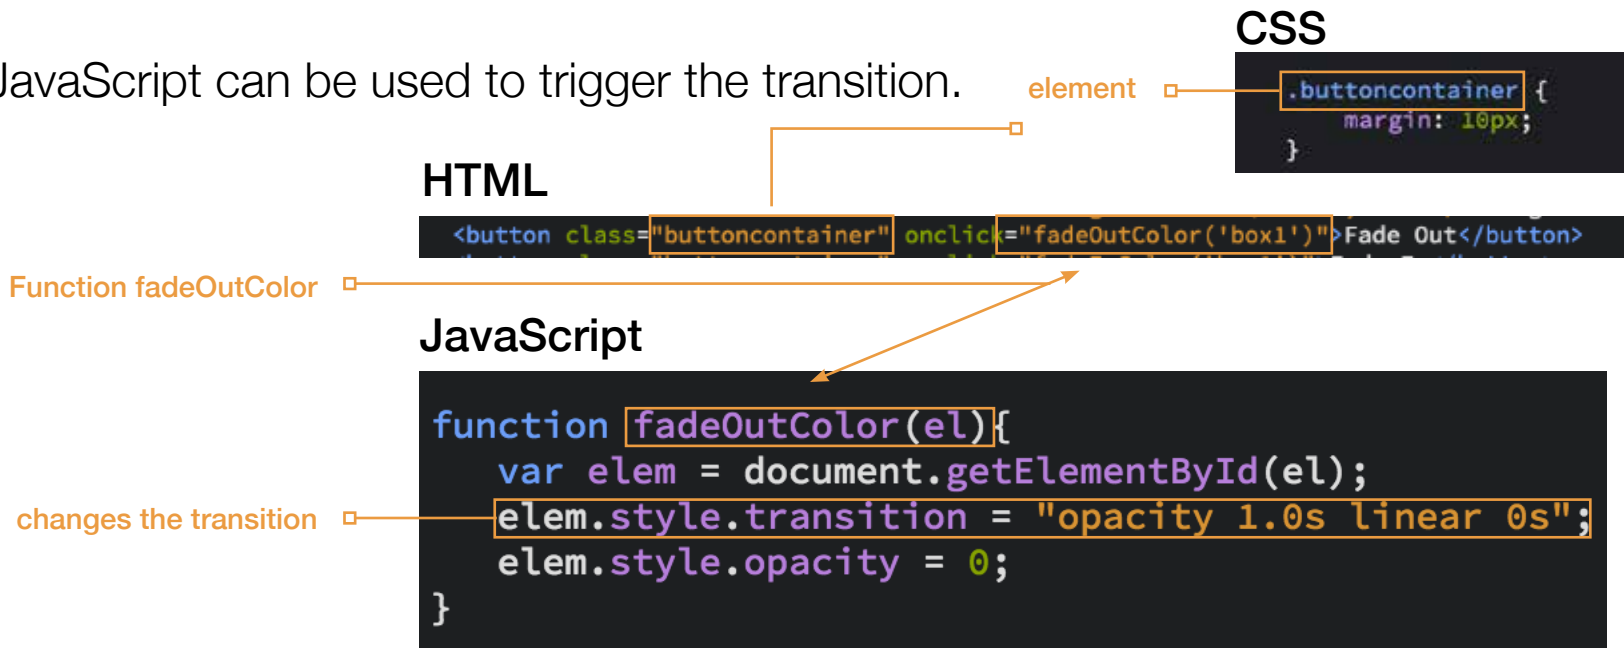 CSS
JavaScript can be used to trigger the transition.
element
.buttoncontainer {
margin: 10px;
}
HTML
<button class="buttoncontainer" onclick="fadeOutColor('box1')">Fade Out</button>
Function fadeOutColor
JavaScript
function fadeOutColor(el){
var elem = document.getElementById(el);
changes the transition
elem.style.transition = "opacity 1.0s linear 0s";
elem.style.opacity = 0;
}